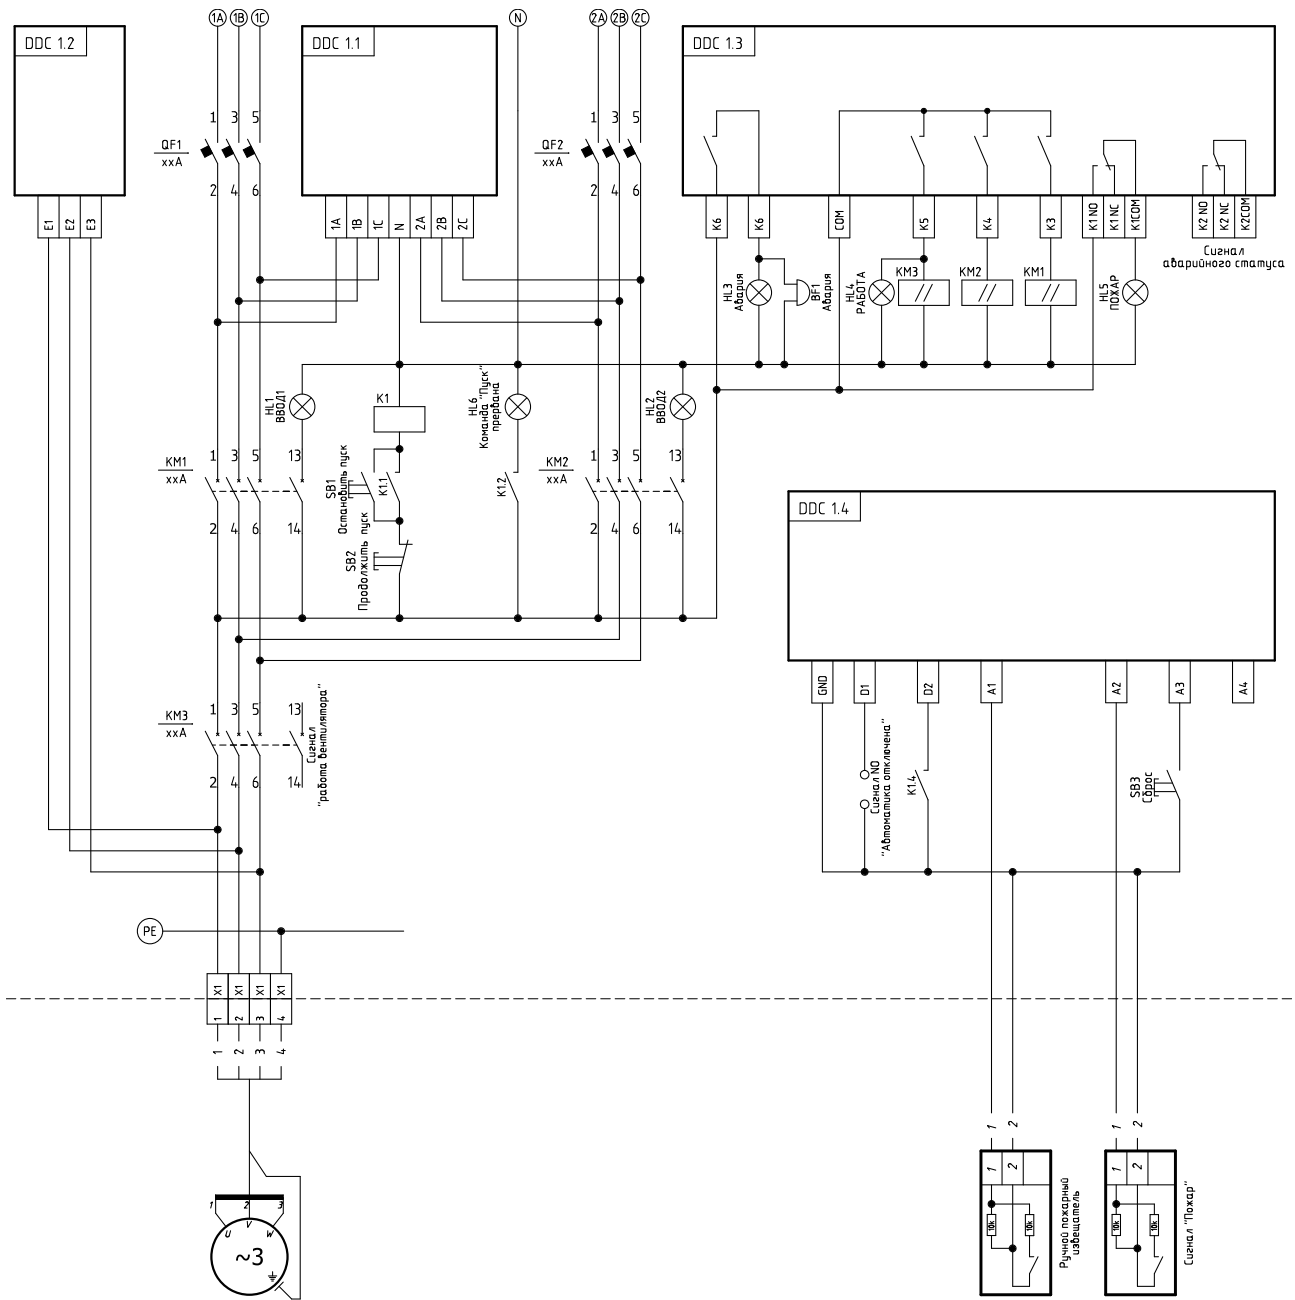 1A 1B 1C N 2A 2B 2C
DDC 1.2
DDC 1.1
DDC 1.3
1 3 5
QF1
xxA
2 4 6
1 3 5
QF2
xxA
2 4 6
E1 E2 E3
1A 1B 1C N 2A 2B 2C
K6 K6 COM K5 K4 K3 K1 NO K1 NC K1COM K2 NO K2 NC K2COM
Сигнал
аварийного статуса
HL3
Авария
BF1
Авария
HL4
РАБОТА
KM3
KM2
KM1
HL5
ПОЖАР
HL1
ВВОД1
K1
HL6
Команда "Пуск"
прервана
HL2
ВВОД2
KM1
xxA
1 3 5 13
2 4 6 14
SB1
Остановить пуск
K1.1
SB2
Продолжить пуск
K1.2
KM2
xxA
1 3 5 13
2 4 6 14
DDC 1.4
GND D1 D2 A1 A2 A3 A4
KM3
xxA
1 3 5 13
2 4 6 14
Сигнал
"работа вентилятора"
Сигнал NO
"Автоматика отключена"
K1.4
SB3
Сброс
PE
X1 X1 X1 X1
1 2 3 4
1 2 3 4
1 2 3
U V W
~3
1 2
1 2
10k 10k
Ручной пожарный
извещатель
1 2
1 2
10k 10k
Сигнал "Пожар"